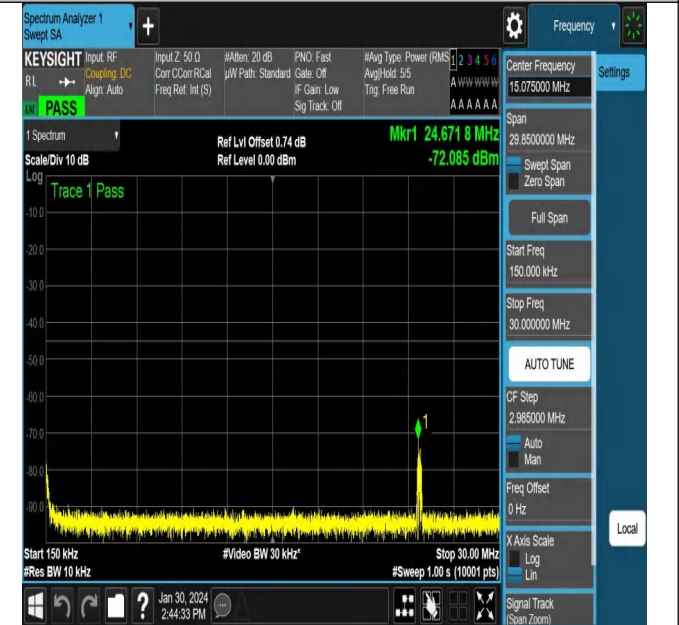 Spectrum Analyzer 1
Swept SA
+
Frequency
KEYSIGHT
RL
Input: RF
Coupling: DC
Align: Auto
Input Z: 50 Ω
Corr CCorr RCal
Freq Ref: Int (S)
#Atten: 20 dB
µW Path: Standard
PNO: Fast
Gate: Off
IF Gain: Low
Sig Track: Off
#Avg Type: Power (RMS
Avg|Hold: 5/5
Trig: Free Run
1 2 3 4 5 6
A W W W W W
A A A A A A
PASS
1 Spectrum
Scale/Div 10 dB
Ref Lvl Offset 0.74 dB
Ref Level 0.00 dBm
Mkr1 24.671 8 MHz
-72.085 dBm
Log
Trace 1 Pass
-10.0
-20.0
-30.0
-40.0
-50.0
-60.0
-70.0
-80.0
-90.0
1
Start 150 kHz
#Video BW 30 kHz*
Stop 30.00 MHz
#Res BW 10 kHz
#Sweep 1.00 s (10001 pts)
?
Jan 30, 2024
2:44:33 PM
Center Frequency
15.075000 MHz
Settings
Span
29.8500000 MHz
Swept Span
Zero Span
Full Span
Start Freq
150.000 kHz
Stop Freq
30.000000 MHz
AUTO TUNE
CF Step
2.985000 MHz
Auto
Man
Freq Offset
0 Hz
Local
X Axis Scale
Log
Lin
Signal Track
(Span Zoom)